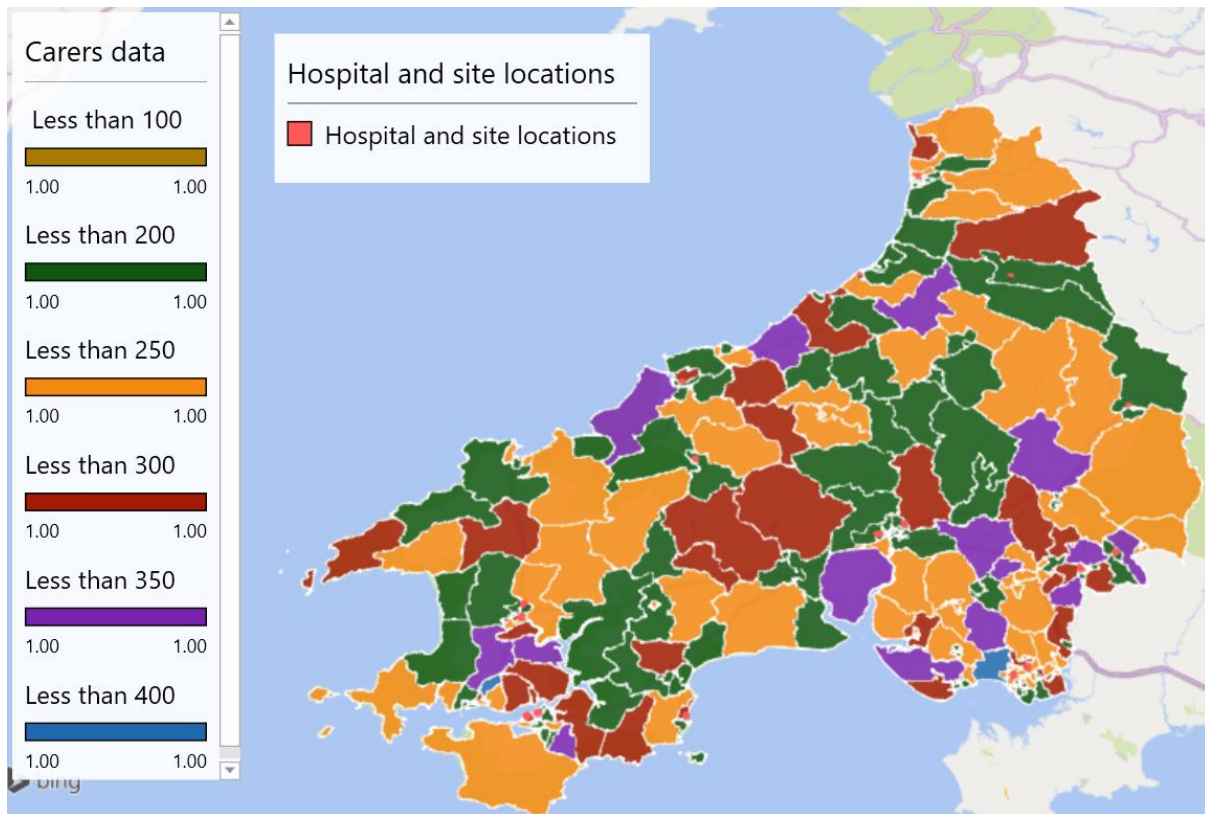 Carers data
Less than 100
1.00 1.00
Less than 200
1.00 1.00
Less than 250
1.00 1.00
Less than 300
1.00 1.00
Less than 350
1.00 1.00
Less than 400
1.00 1.00
bing
Hospital and site locations
Hospital and site locations